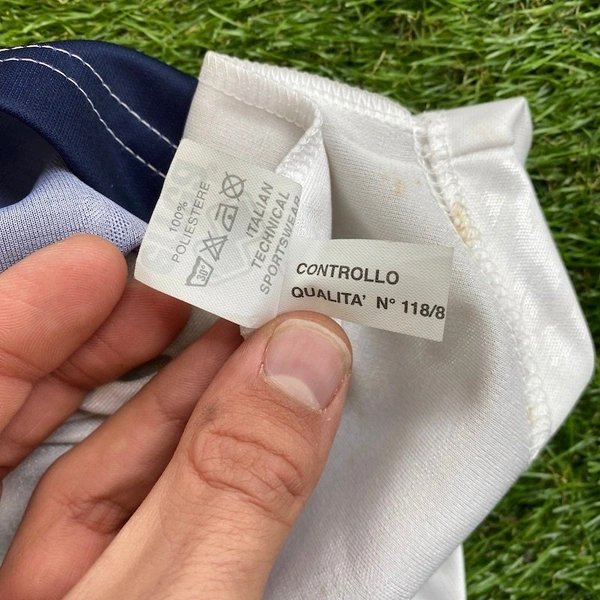 100%
POLIESTERE
30°
ITALIAN
TECHNICAL
SPORTSWEAR
CONTROLLO
QUALITA' N° 118/8